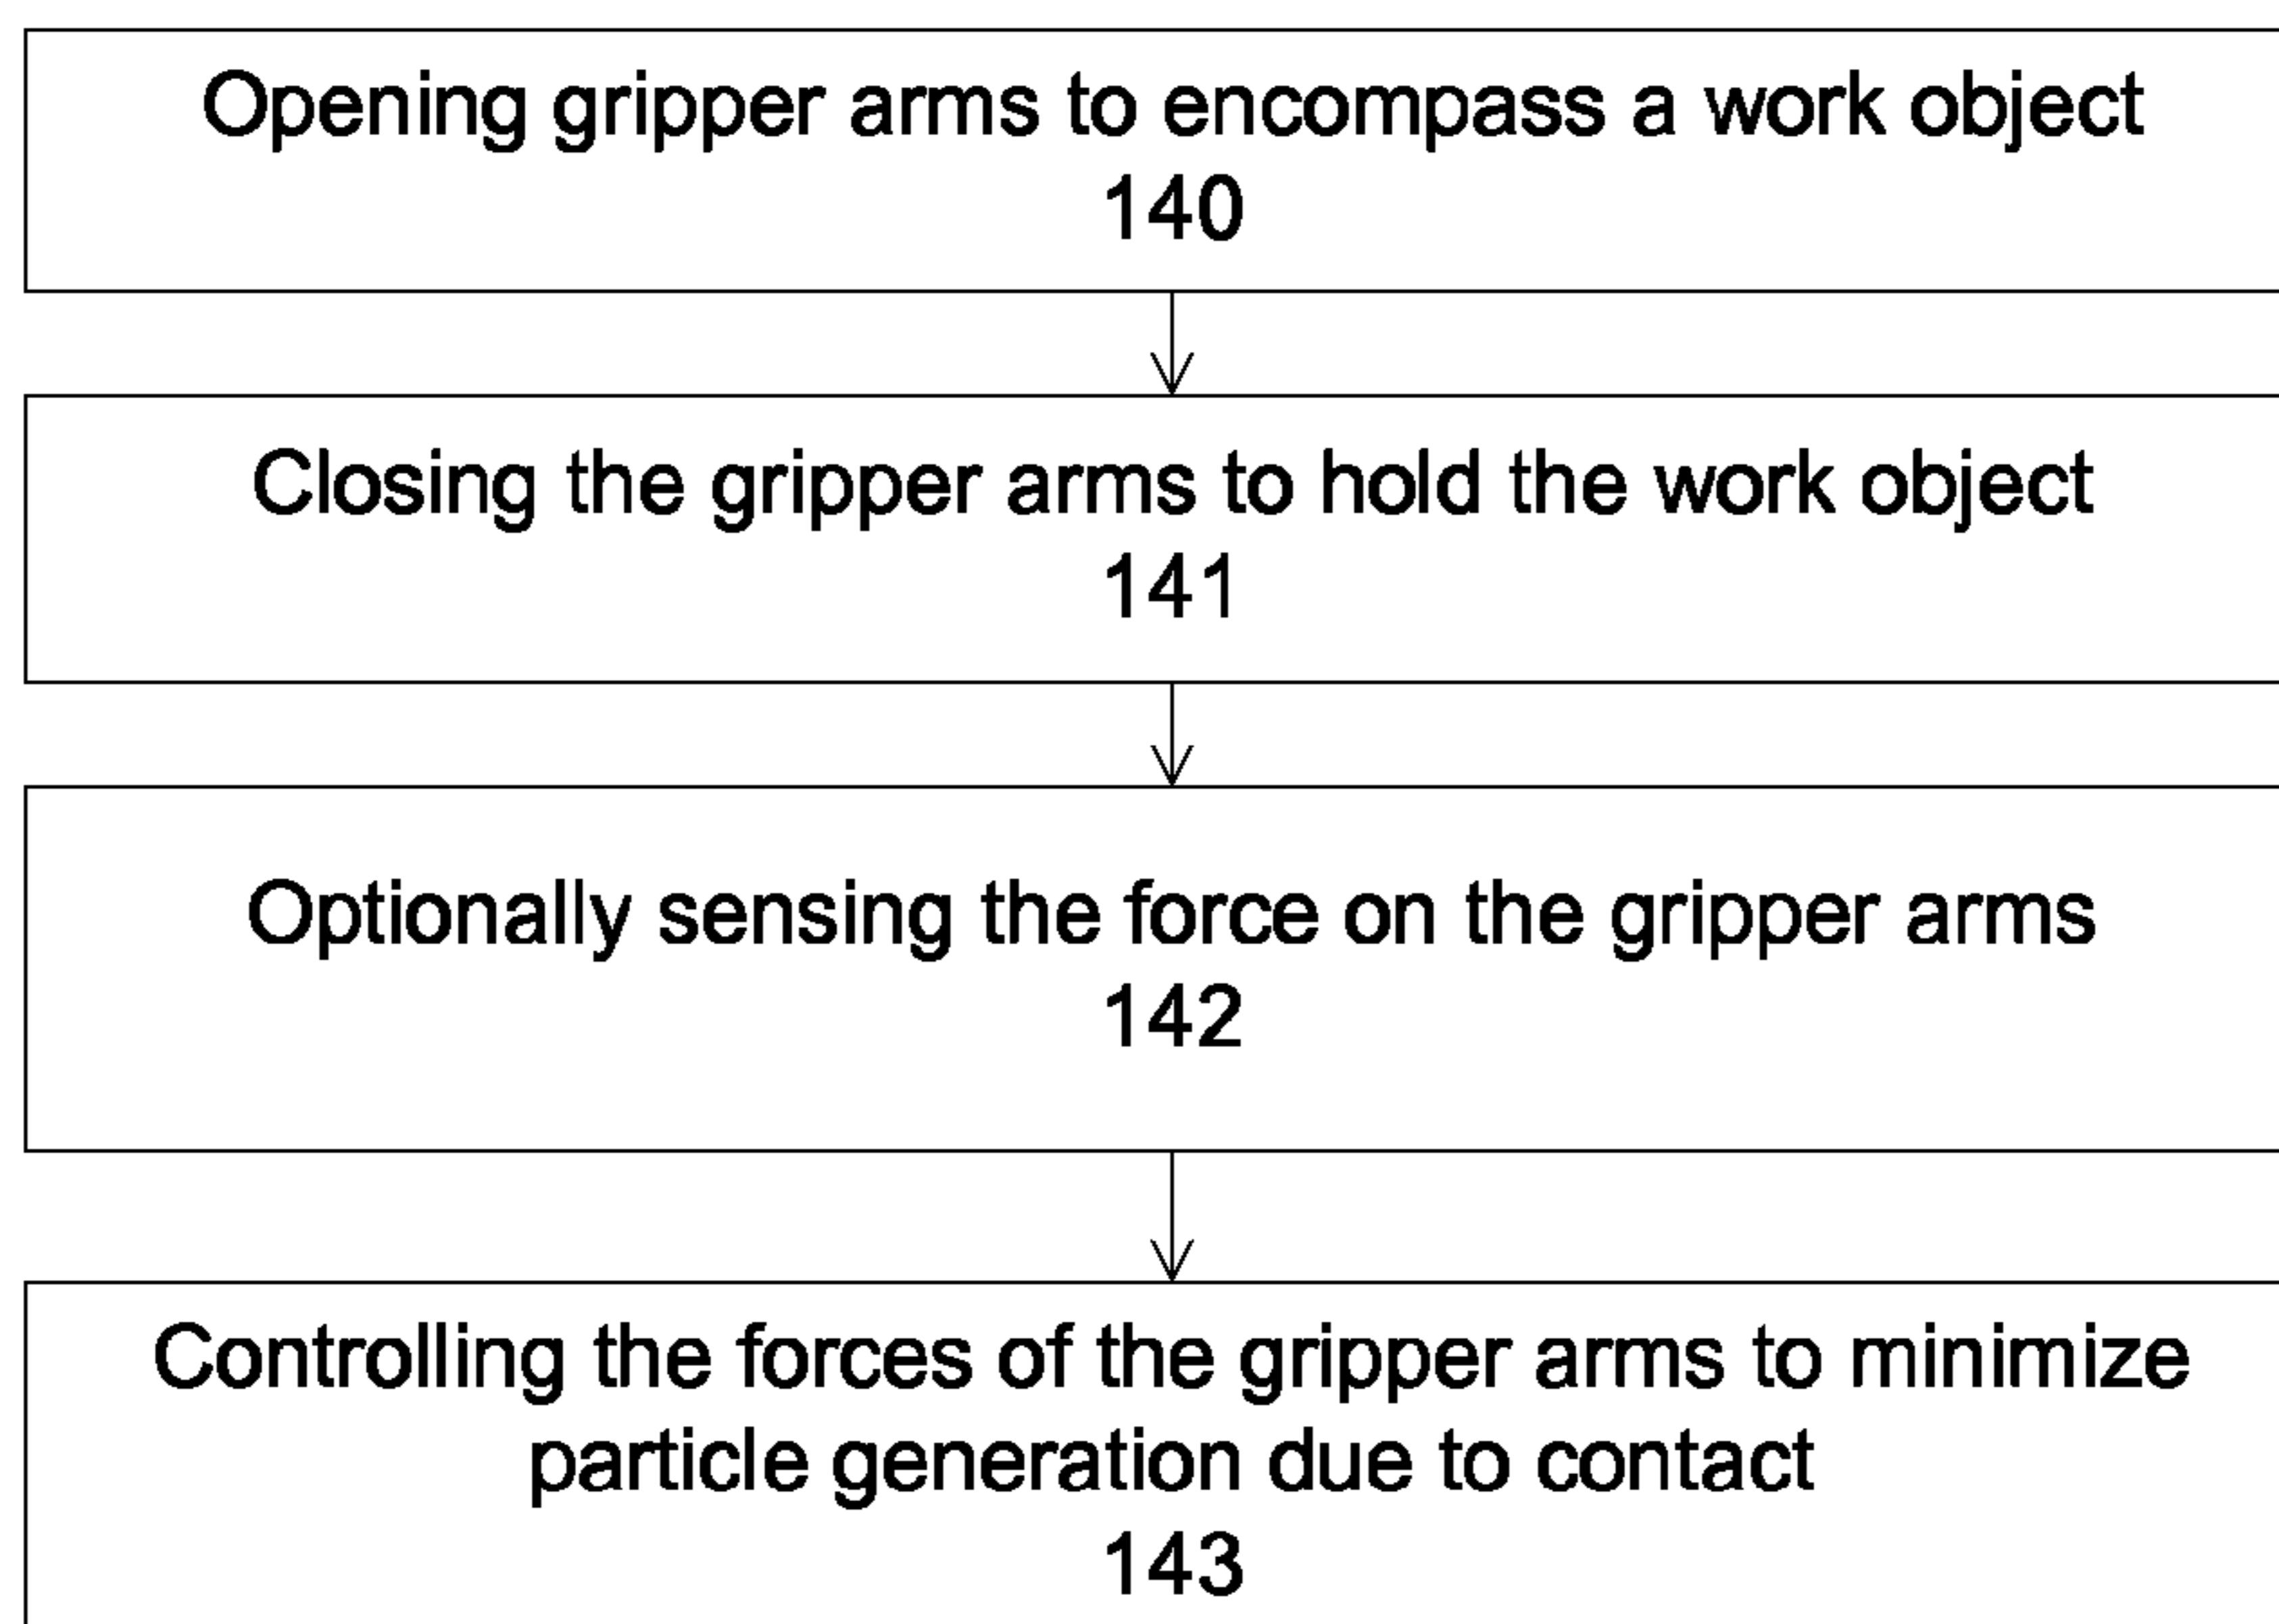 Opening gripper arms to encompass a work object
140
Closing the gripper arms to hold the work object
141
Optionally sensing the force on the gripper arms
142
Controlling the forces of the gripper arms to minimize
particle generation due to contact
143